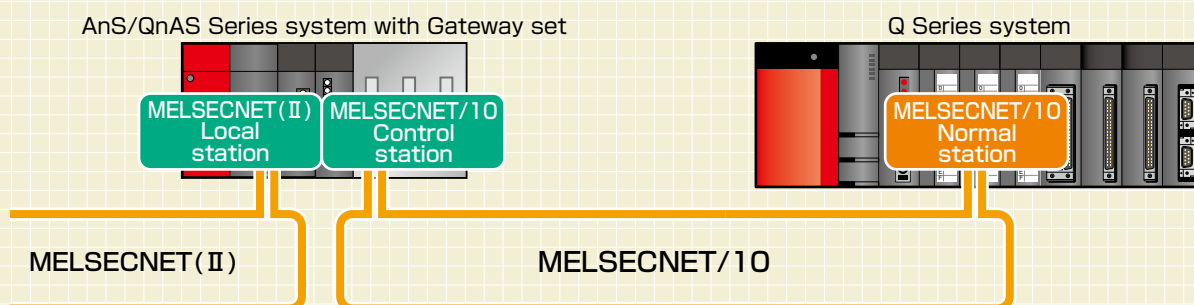 AnS/QnAS Series system with Gateway set
Q Series system
MELSECNET(Ⅱ)
Local
station
MELSECNET/10
Control
station
MELSECNET/10
Normal
station
MELSECNET(Ⅱ)
MELSECNET/10